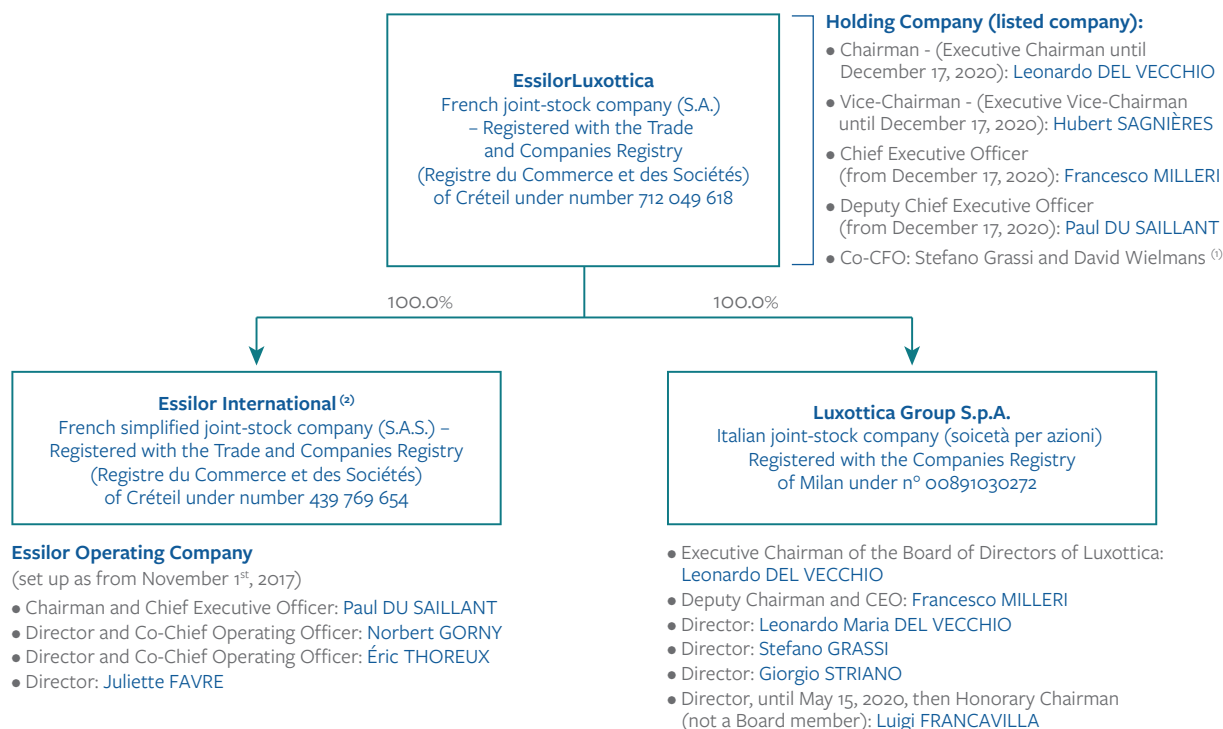 EssilorLuxottica
French joint-stock company (S.A.)
– Registered with the Trade
and Companies Registry
(Registre du Commerce et des Sociétés)
of Créteil under number 712 049 618
Holding Company (listed company):
• Chairman - (Executive Chairman until
December 17, 2020): Leonardo DEL VECCHIO
• Vice-Chairman - (Executive Vice-Chairman
until December 17, 2020): Hubert SAGNIÈRES
• Chief Executive Officer
(from December 17, 2020): Francesco MILLERI
• Deputy Chief Executive Officer
(from December 17, 2020): Paul DU SAILLANT
• Co-CFO: Stefano Grassi and David Wielmans (1)
100.0%
100.0%
Essilor International (2)
French simplified joint-stock company (S.A.S.) –
Registered with the Trade and Companies Registry
(Registre du Commerce et des Sociétés)
of Créteil under number 439 769 654
Luxottica Group S.p.A.
Italian joint-stock company (soicetà per azioni)
Registered with the Companies Registry
of Milan under n° 00891030272
Essilor Operating Company
(set up as from November 1st, 2017)
• Chairman and Chief Executive Officer: Paul DU SAILLANT
• Director and Co-Chief Operating Officer: Norbert GORNY
• Director and Co-Chief Operating Officer: Éric THOREUX
• Director: Juliette FAVRE
• Executive Chairman of the Board of Directors of Luxottica:
Leonardo DEL VECCHIO
• Deputy Chairman and CEO: Francesco MILLERI
• Director: Leonardo Maria DEL VECCHIO
• Director: Stefano GRASSI
• Director: Giorgio STRIANO
• Director, until May 15, 2020, then Honorary Chairman
(not a Board member): Luigi FRANCAVILLA